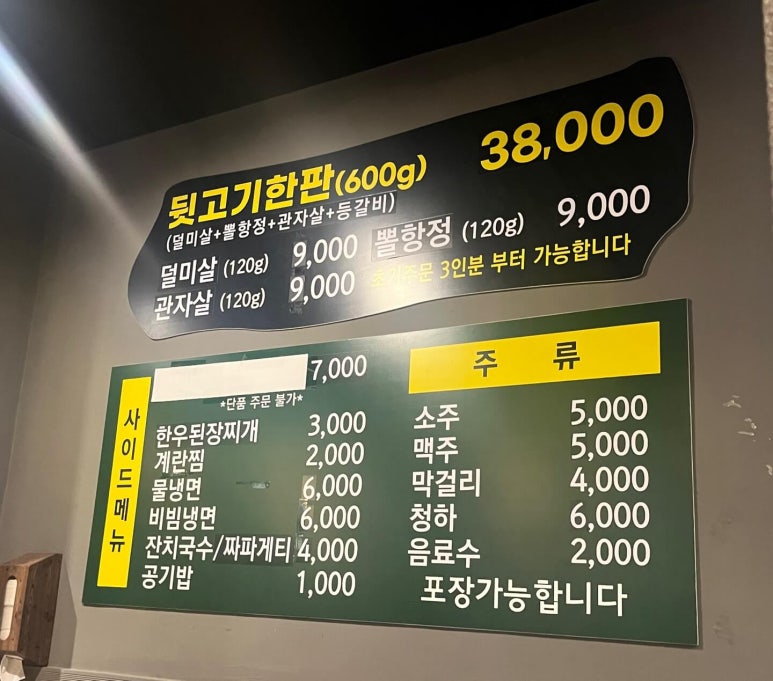 뒷고기한판(600g) 38,000
(덜미살+뽈항정+관자살+등갈비)
덜미살 (120g) 9,000
뽈항정 (120g) 9,000
관자살 (120g) 9,000
초기주문 3인분 부터 가능합니다
사이드메뉴
7,000
*단품 주문 불가*
한우된장찌개 3,000
계란찜 2,000
물냉면 6,000
비빔냉면 6,000
잔치국수/짜파게티 4,000
공기밥 1,000
주류
소주 5,000
맥주 5,000
막걸리 4,000
청하 6,000
음료수 2,000
포장가능합니다